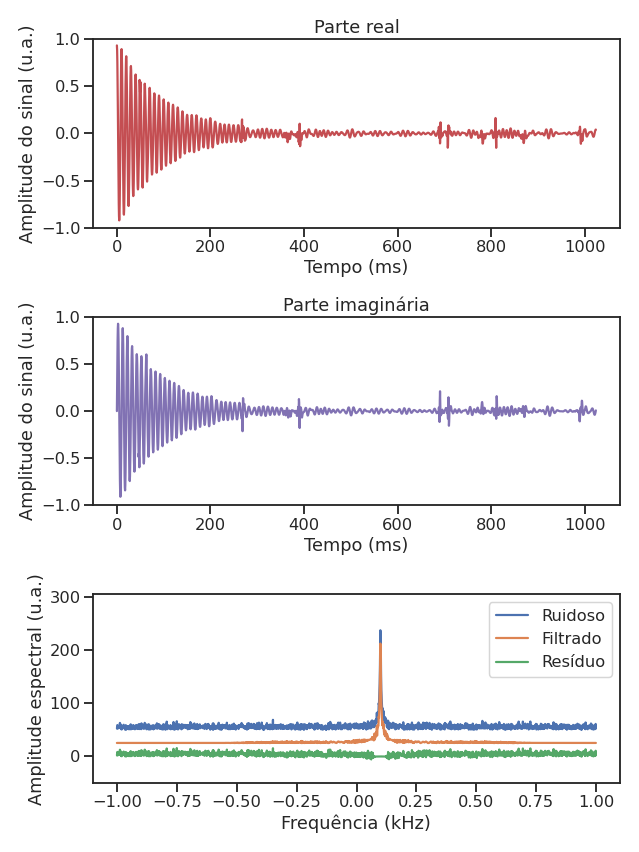 Parte real
Amplitude do sinal (u.a.)
1.0
0.5
0.0
−0.5
−1.0
0 200 400 600 800 1000
Tempo (ms)
Parte imaginária
Amplitude do sinal (u.a.)
1.0
0.5
0.0
−0.5
−1.0
0 200 400 600 800 1000
Tempo (ms)
Amplitude espectral (u.a.)
300
200
100
0
Ruidoso
Filtrado
Resíduo
−1.00 −0.75 −0.50 −0.25 0.00 0.25 0.50 0.75 1.00
Frequência (kHz)